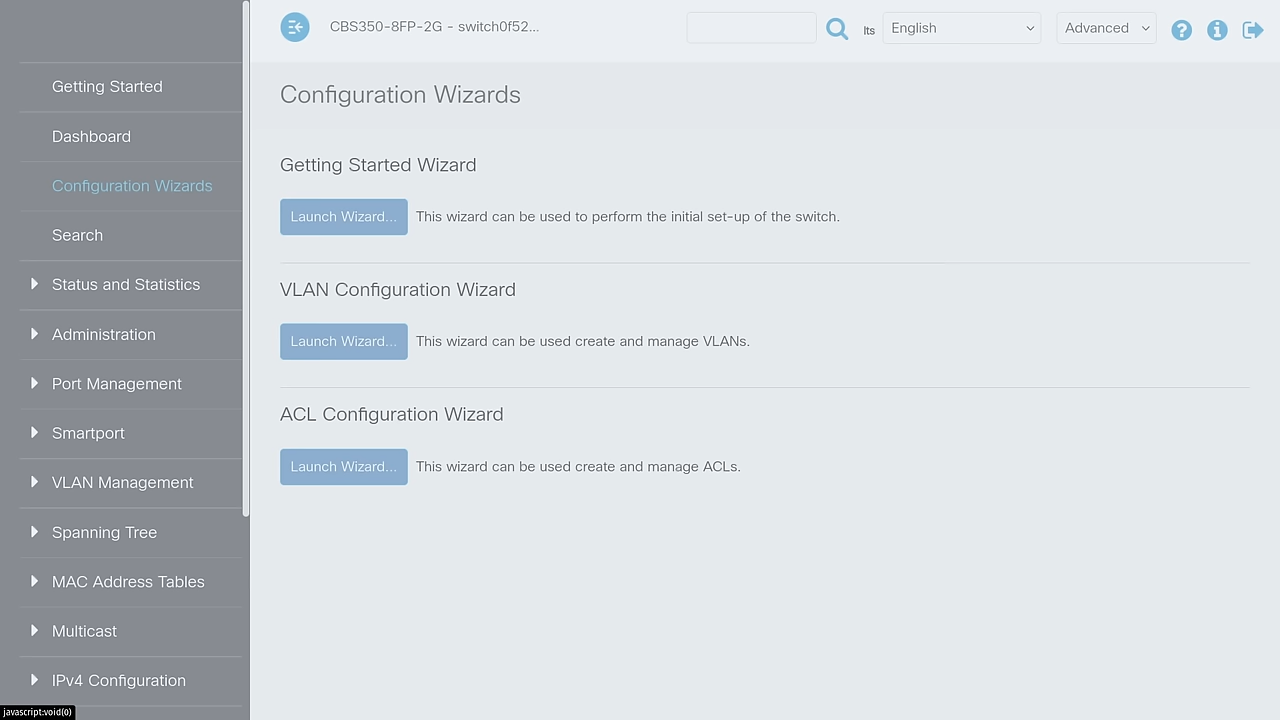 CBS350-8FP-2G - switch0f52...
lts
English
Advanced
Getting Started
Dashboard
Configuration Wizards
Search
Status and Statistics
Administration
Port Management
Smartport
VLAN Management
Spanning Tree
MAC Address Tables
Multicast
IPv4 Configuration
javascript:void(0)
Configuration Wizards
Getting Started Wizard
Launch Wizard... This wizard can be used to perform the initial set-up of the switch.
VLAN Configuration Wizard
Launch Wizard... This wizard can be used create and manage VLANs.
ACL Configuration Wizard
Launch Wizard... This wizard can be used create and manage ACLs.